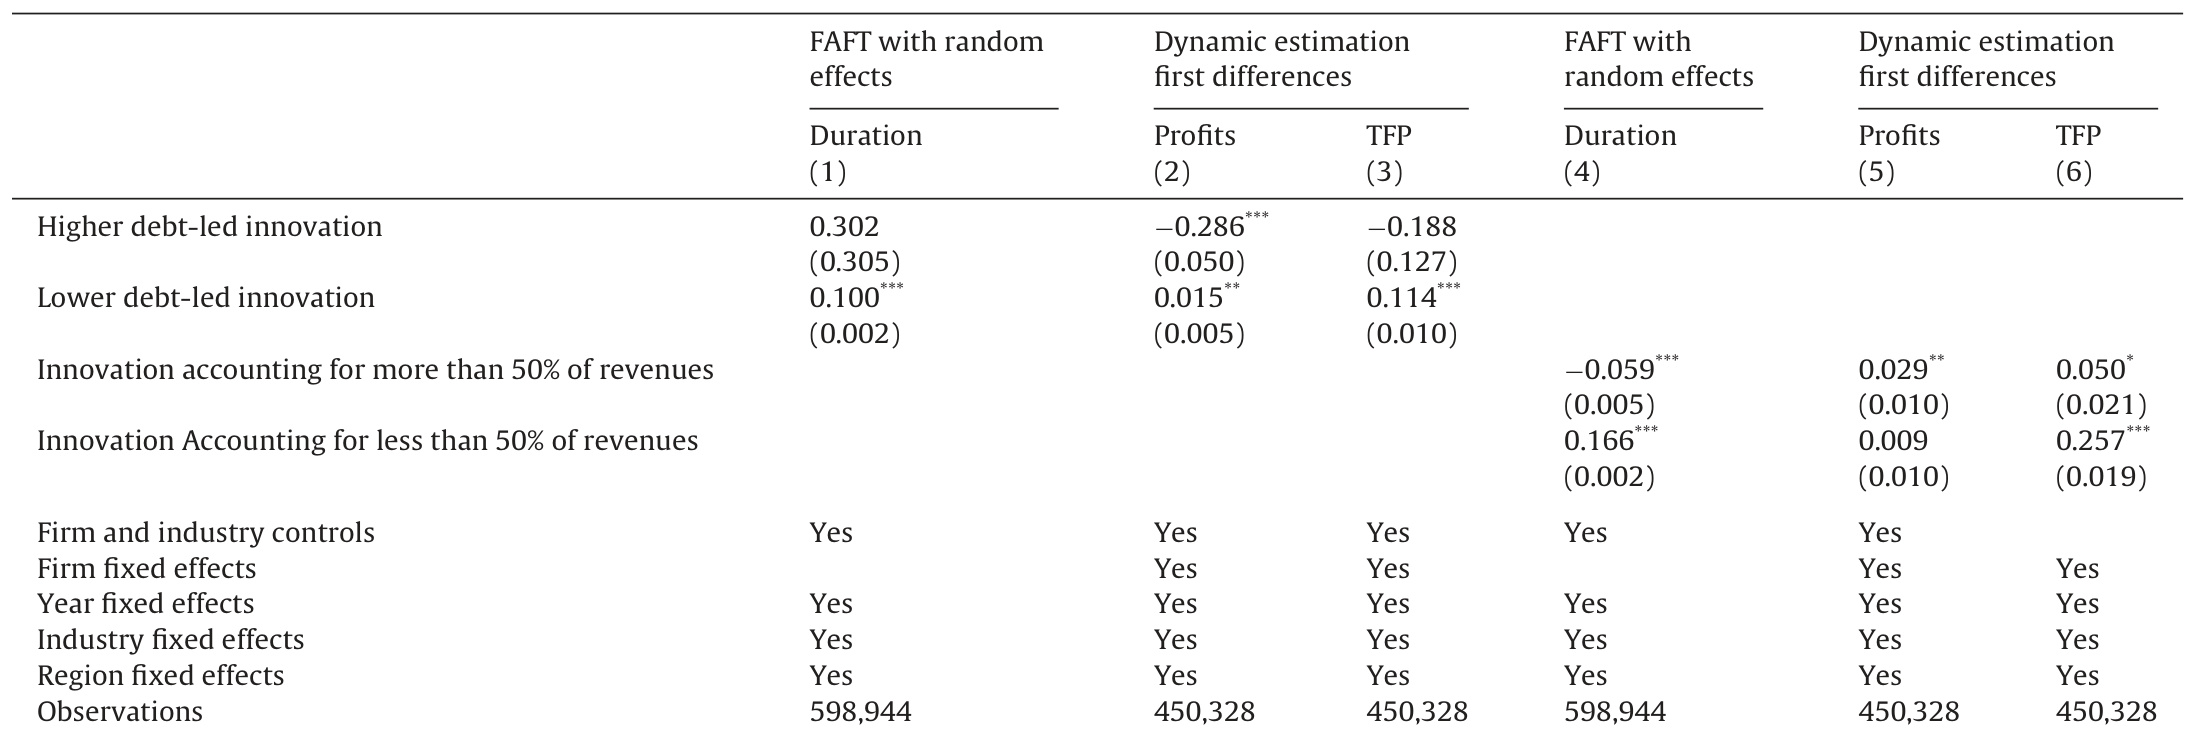 FAFT with random Dynamic estimation FAFT with Dynamic estimation
effects first differences random effects first differences
Duration Profits TFP Duration Profits TFP
(1) (2) (3) (4) (5) (6)
Higher debt-led innovation 0.302 −0.286*** −0.188
(0.305) (0.050) (0.127)
Lower debt-led innovation 0.100*** 0.015** 0.114***
(0.002) (0.005) (0.010)
Innovation accounting for more than 50% of revenues −0.059*** 0.029** 0.050*
(0.005) (0.010) (0.021)
Innovation Accounting for less than 50% of revenues 0.166*** 0.009 0.257***
(0.002) (0.010) (0.019)
Firm and industry controls Yes Yes Yes Yes Yes
Firm fixed effects Yes Yes Yes Yes
Year fixed effects Yes Yes Yes Yes Yes Yes
Industry fixed effects Yes Yes Yes Yes Yes Yes
Region fixed effects Yes Yes Yes Yes Yes Yes
Observations 598,944 450,328 450,328 598,944 450,328 450,328